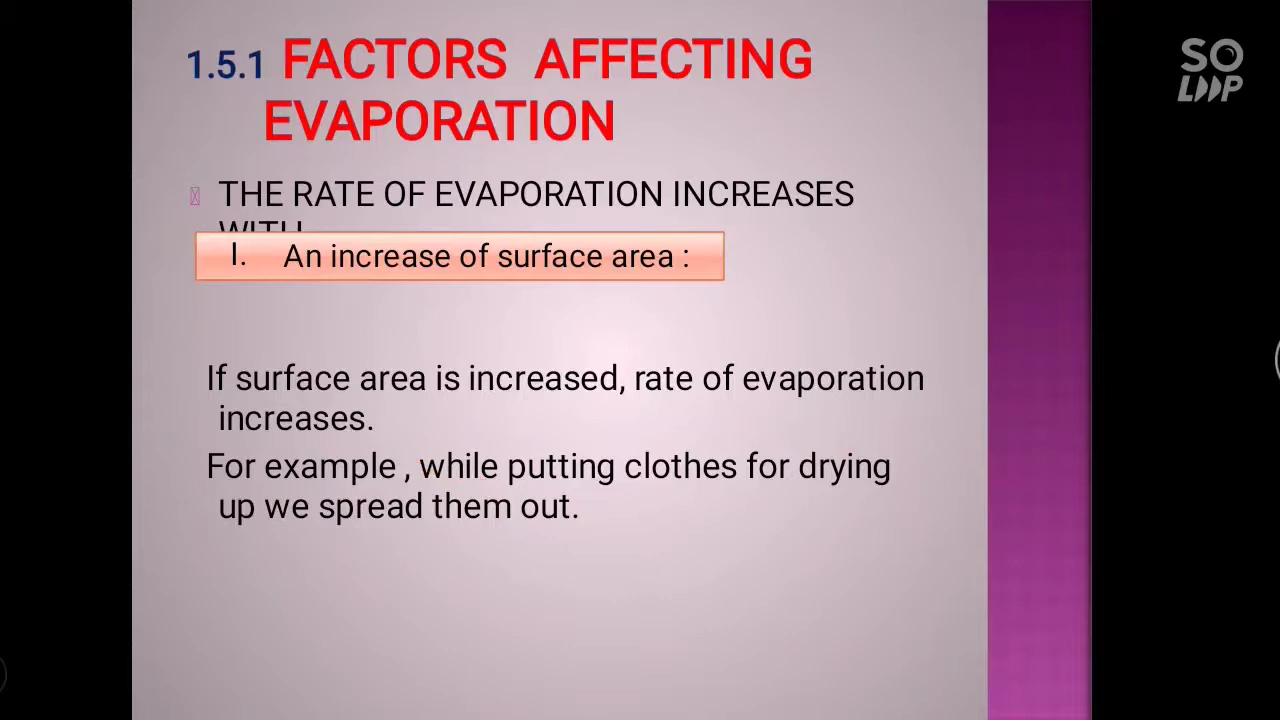 1.5.1 FACTORS AFFECTING
EVAPORATION
THE RATE OF EVAPORATION INCREASES
WITH
I. An increase of surface area :
If surface area is increased, rate of evaporation
increases.
For example , while putting clothes for drying
up we spread them out.
SO
LOOP